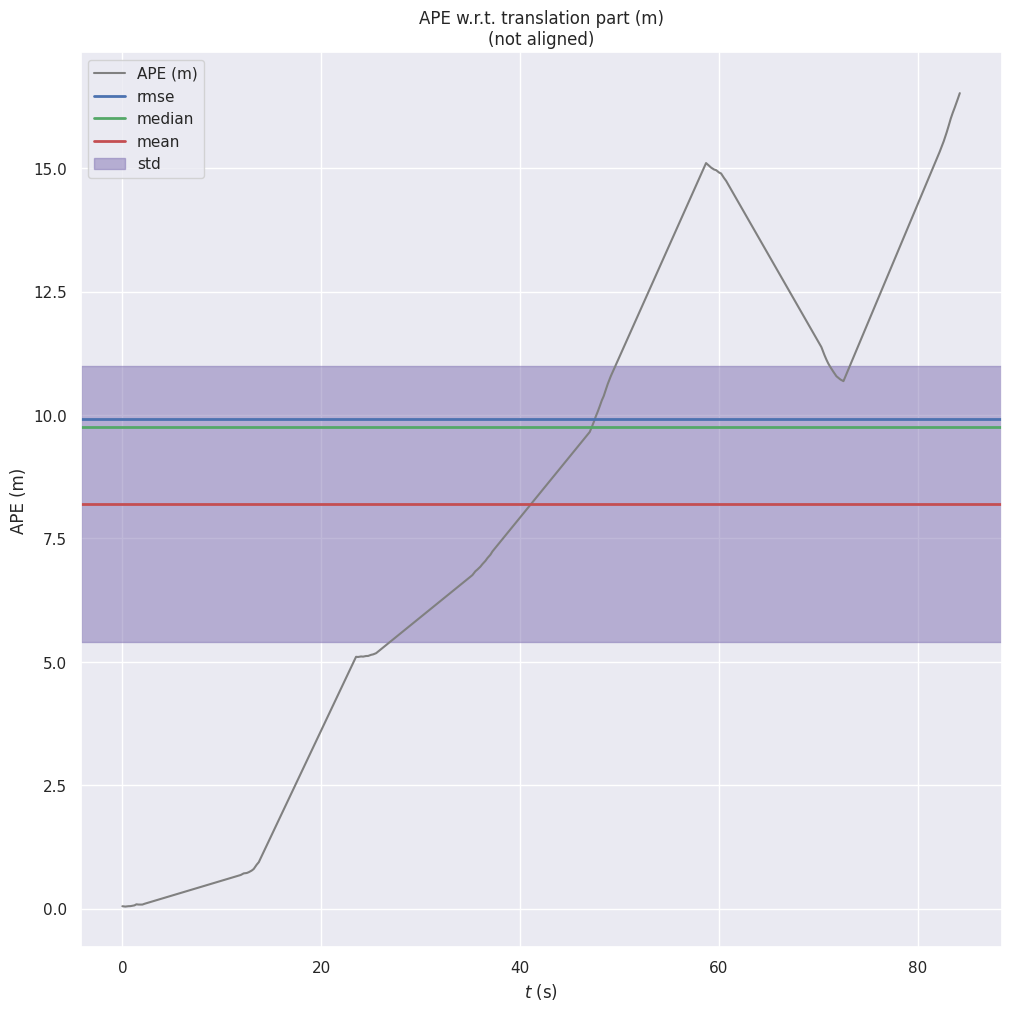 APE w.r.t. translation part (m)
(not aligned)
APE (m)
rmse
median
mean
std
APE (m)
15.0
12.5
10.0
7.5
5.0
2.5
0.0
0
20
40
60
80
t (s)